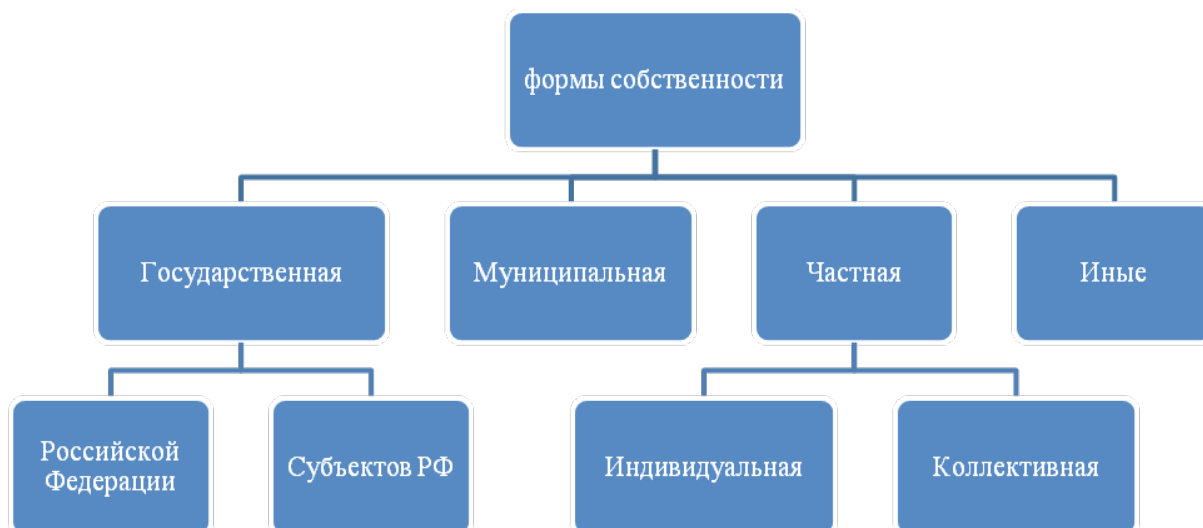 формы собственности
Государственная
Муниципальная
Частная
Иные
Российской
Федерации
Субъектов РФ
Индивидуальная
Коллективная